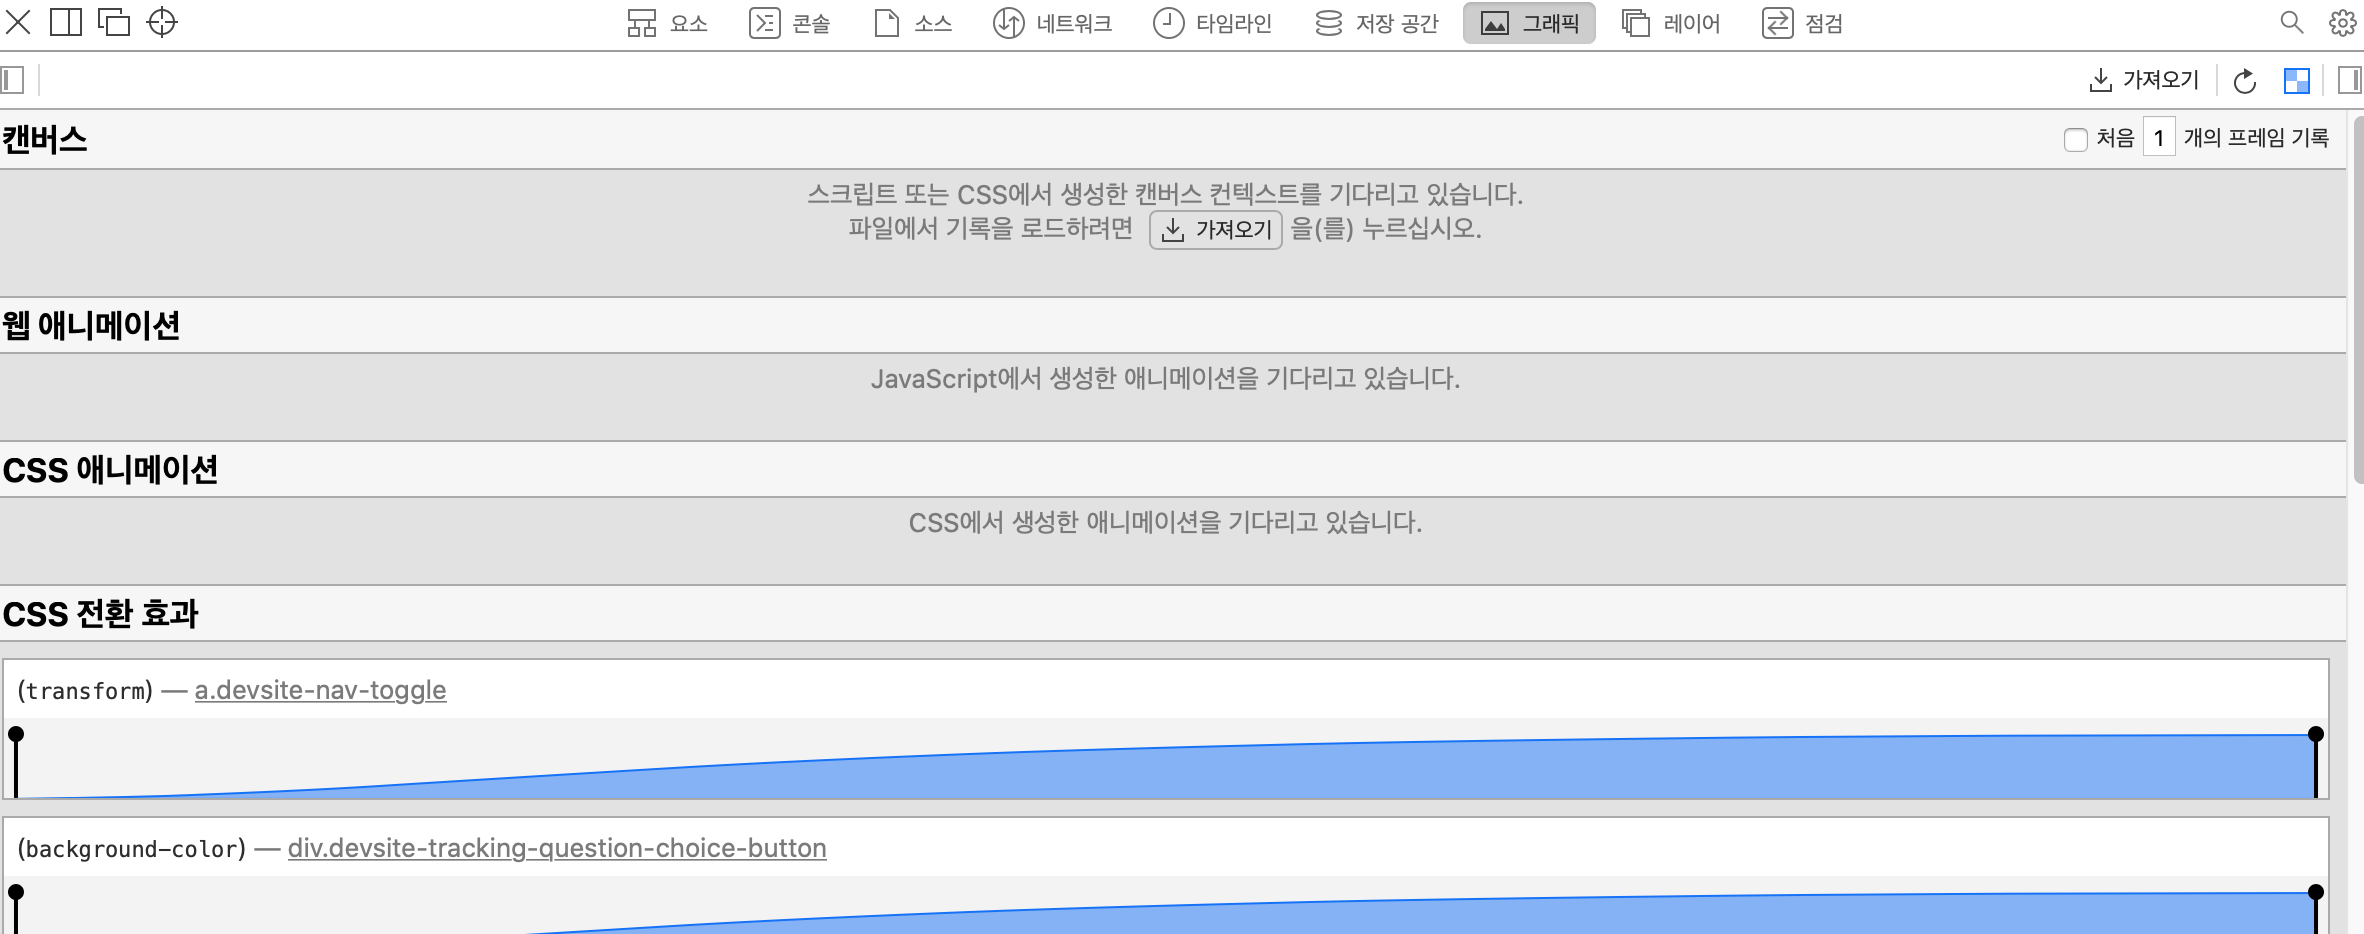 요소 콘솔 소스 네트워크 타임라인 저장 공간 그래픽 레이어 점검
가져오기
캔버스 처음 1 개의 프레임 기록
스크립트 또는 CSS에서 생성한 캔버스 컨텍스트를 기다리고 있습니다.
파일에서 기록을 로드하려면 가져오기 을(를) 누르십시오.
웹 애니메이션
JavaScript에서 생성한 애니메이션을 기다리고 있습니다.
CSS 애니메이션
CSS에서 생성한 애니메이션을 기다리고 있습니다.
CSS 전환 효과
(transform) — a.devsite-nav-toggle
(background-color) — div.devsite-tracking-question-choice-button